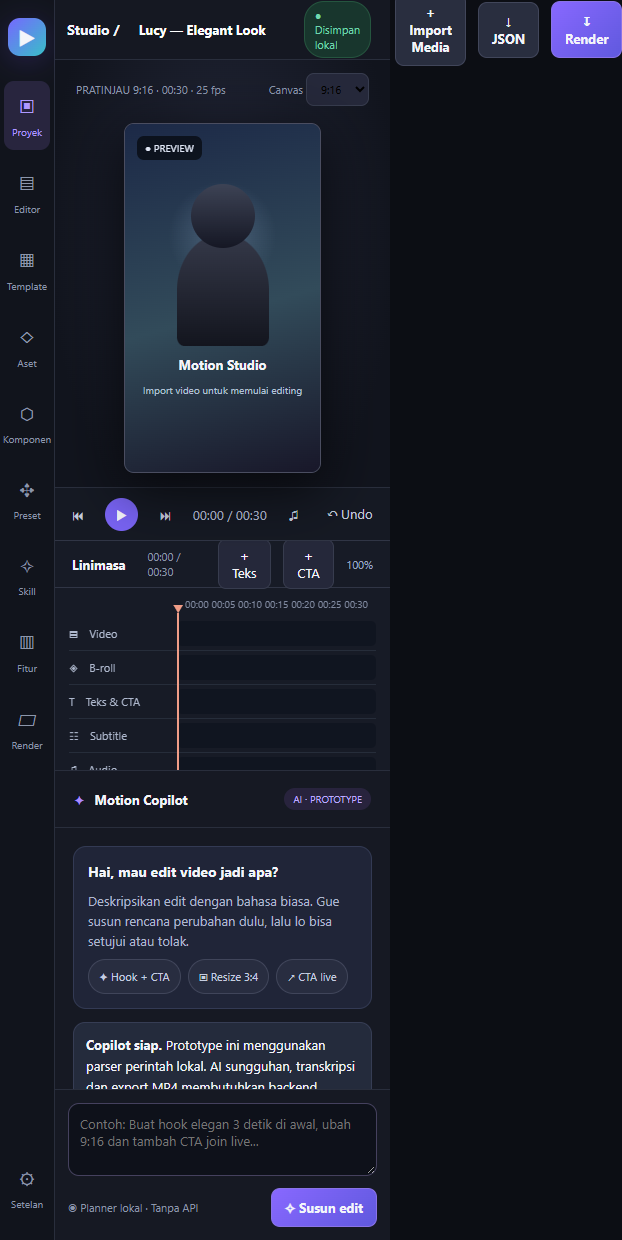 Studio / Lucy — Elegant Look
● Disimpan lokal
+ Import Media
↓ JSON
↧ Render
Proyek
Editor
Template
Aset
Komponen
Preset
Skill
Fitur
Render
Setelan
PRATINJAU 9:16 · 00:30 · 25 fps
Canvas 9:16
● PREVIEW
Motion Studio
Import video untuk memulai editing
00:00 / 00:30
↶ Undo
Linimasa
00:00 / 00:30
+ Teks
+ CTA
100%
00:00 00:05 00:10 00:15 00:20 00:25 00:30
Video
B-roll
T Teks & CTA
Subtitle
Audio
✦ Motion Copilot
AI · PROTOTYPE
Hai, mau edit video jadi apa?
Deskripsikan edit dengan bahasa biasa. Gue
susun rencana perubahan dulu, lalu lo bisa
setujui atau tolak.
✦ Hook + CTA
▣ Resize 3:4
↗ CTA live
Copilot siap. Prototype ini menggunakan
parser perintah lokal. AI sungguhan, transkripsi
dan export MP4 membutuhkan backend
Contoh: Buat hook elegan 3 detik di awal, ubah
9:16 dan tambah CTA join live...
◉ Planner lokal · Tanpa API
✧ Susun edit